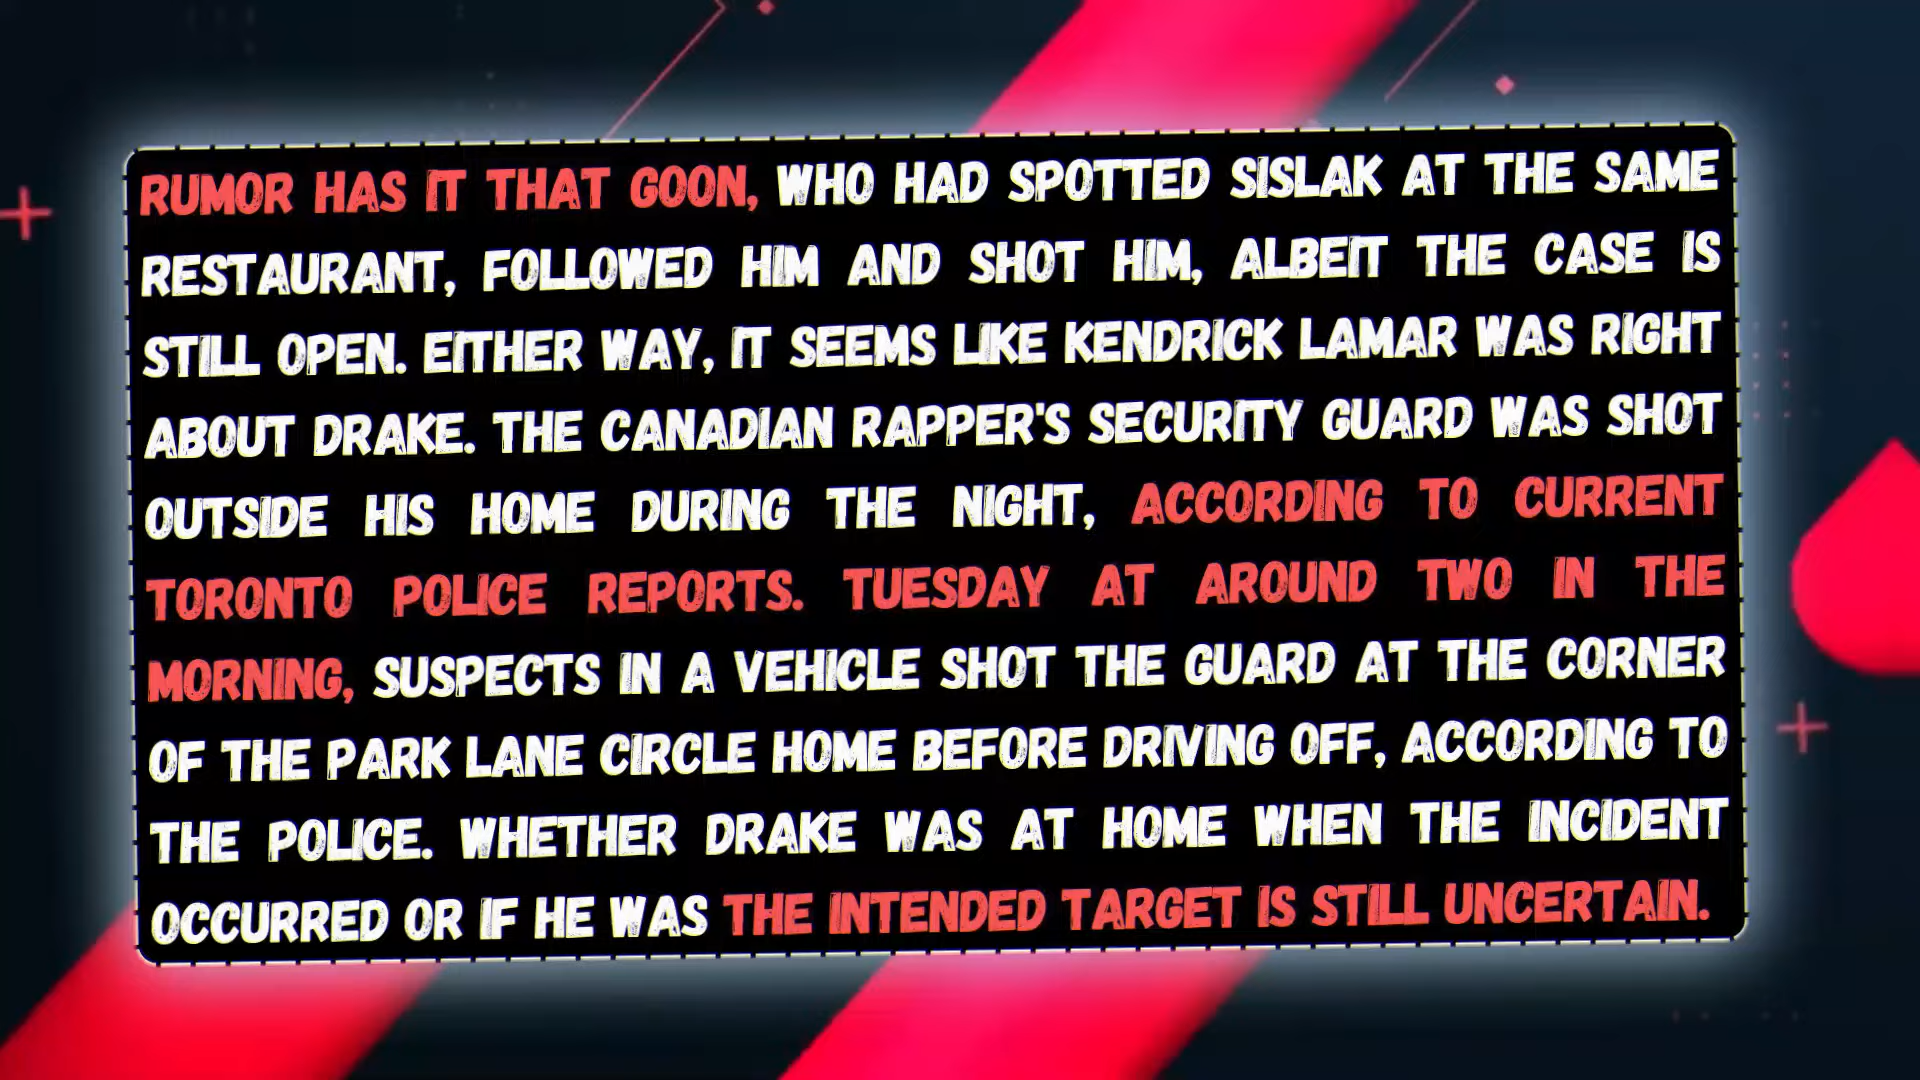 RUMOR HAS IT THAT GOON, WHO HAD SPOTTED SISLAK AT THE SAME
RESTAURANT, FOLLOWED HIM AND SHOT HIM, ALBEIT THE CASE IS
STILL OPEN. EITHER WAY, IT SEEMS LIKE KENDRICK LAMAR WAS RIGHT
ABOUT DRAKE. THE CANADIAN RAPPER'S SECURITY GUARD WAS SHOT
OUTSIDE HIS HOME DURING THE NIGHT, ACCORDING TO CURRENT
TORONTO POLICE REPORTS. TUESDAY AT AROUND TWO IN THE
MORNING, SUSPECTS IN A VEHICLE SHOT THE GUARD AT THE CORNER
OF THE PARK LANE CIRCLE HOME BEFORE DRIVING OFF, ACCORDING TO
THE POLICE. WHETHER DRAKE WAS AT HOME WHEN THE INCIDENT
OCCURRED OR IF HE WAS THE INTENDED TARGET IS STILL UNCERTAIN.